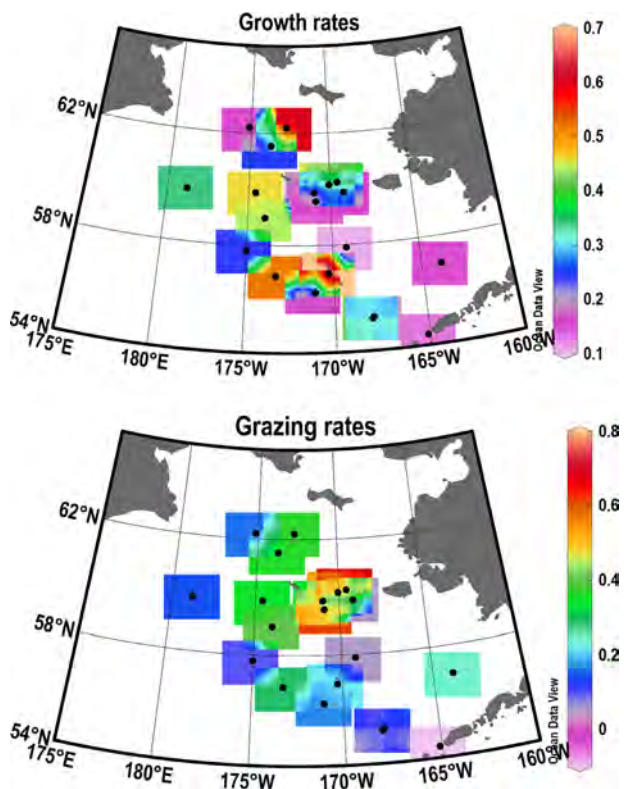 Growth rates
0.7
0.6
62°N
0.5
0.4
58°N
0.3
0.2
54°N
0.1
175°E
180°E
175°W
170°W
165°W
160°W
Ocean Data View
Grazing rates
0.8
0.6
62°N
0.4
58°N
0.2
0
54°N
175°E
180°E
175°W
170°W
165°W
160°W
Ocean Data View